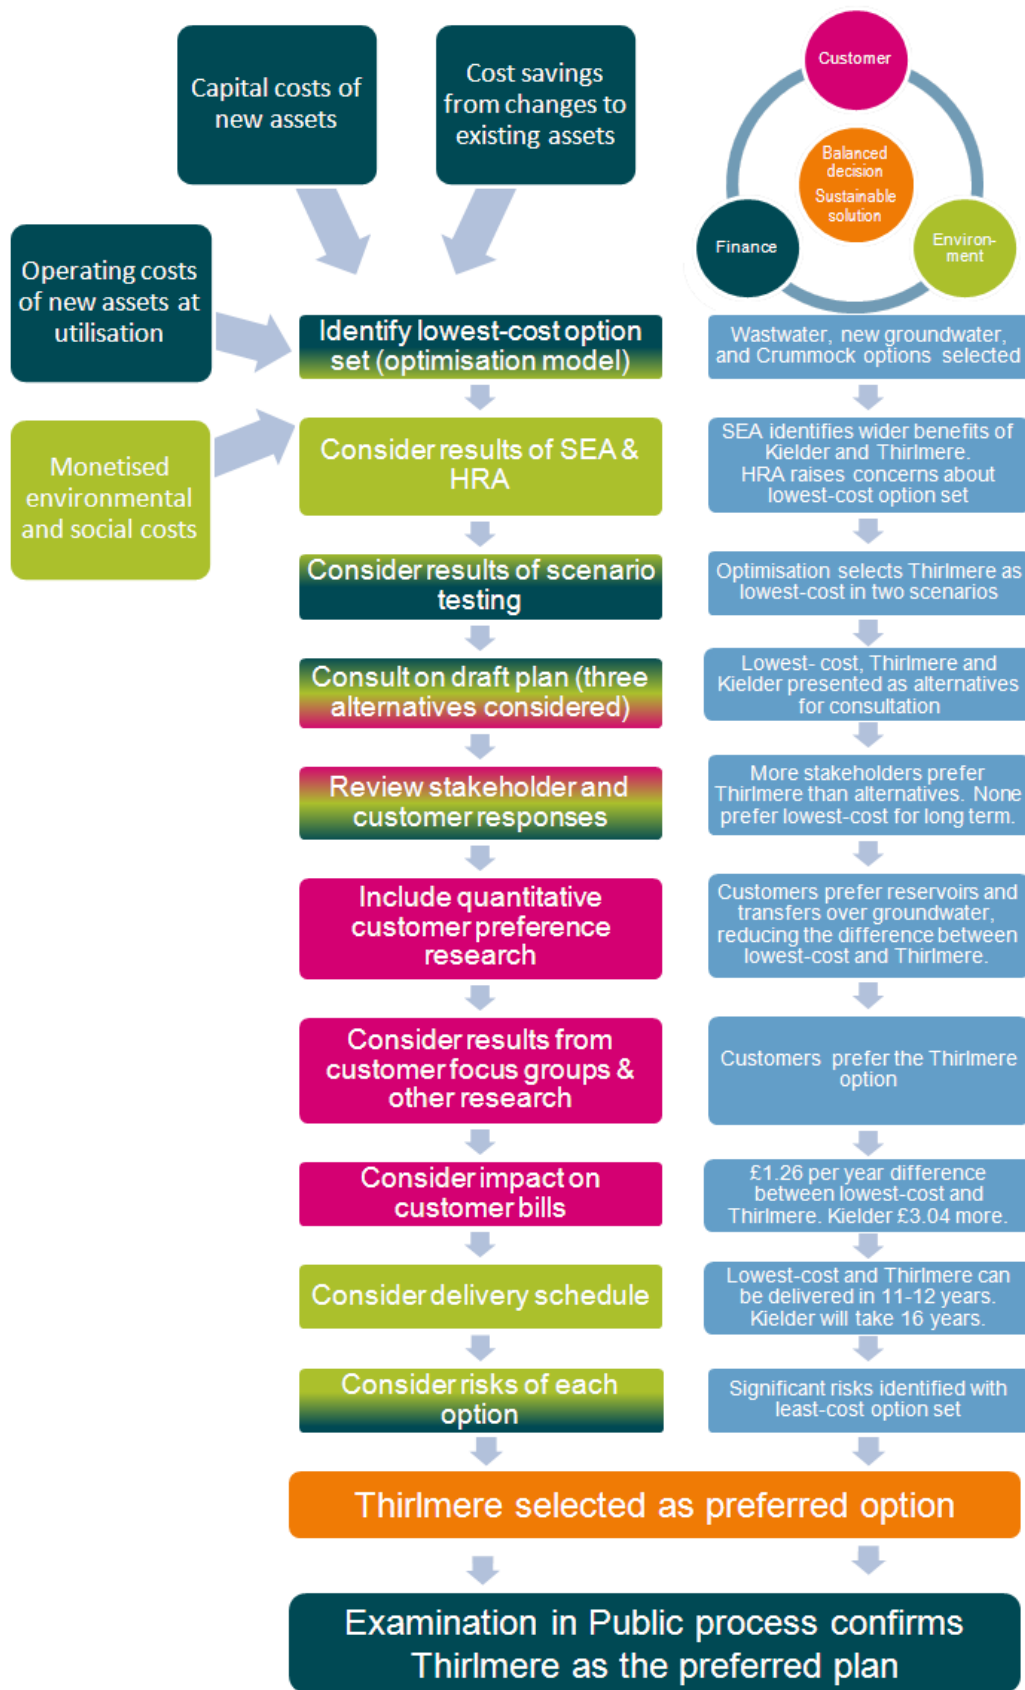 Capital costs of
new assets
Cost savings
from changes to
existing assets
Customer
Balanced
decision
Sustainable
solution
Finance
Environ-
ment
Operating costs
of new assets at
utilisation
Monetised
environmental
and social costs
Identify lowest-cost option
set (optimisation model)
Wastwater, new groundwater,
and Crummock options selected
Consider results of SEA &
HRA
SEA identifies wider benefits of
Kielder and Thirlmere.
HRA raises concerns about
lowest-cost option set
Consider results of scenario
testing
Optimisation selects Thirlmere as
lowest-cost in two scenarios
Consult on draft plan (three
alternatives considered)
Lowest- cost, Thirlmere and
Kielder presented as alternatives
for consultation
Review stakeholder and
customer responses
More stakeholders prefer
Thirlmere than alternatives. None
prefer lowest-cost for long term.
Include quantitative
customer preference
research
Customers prefer reservoirs and
transfers over groundwater,
reducing the difference between
lowest-cost and Thirlmere.
Consider results from
customer focus groups &
other research
Customers prefer the Thirlmere
option
Consider impact on
customer bills
£1.26 per year difference
between lowest-cost and
Thirlmere. Kielder £3.04 more.
Consider delivery schedule
Lowest-cost and Thirlmere can
be delivered in 11-12 years.
Kielder will take 16 years.
Consider risks of each
option
Significant risks identified with
least-cost option set
Thirlmere selected as preferred option
Examination in Public process confirms
Thirlmere as the preferred plan